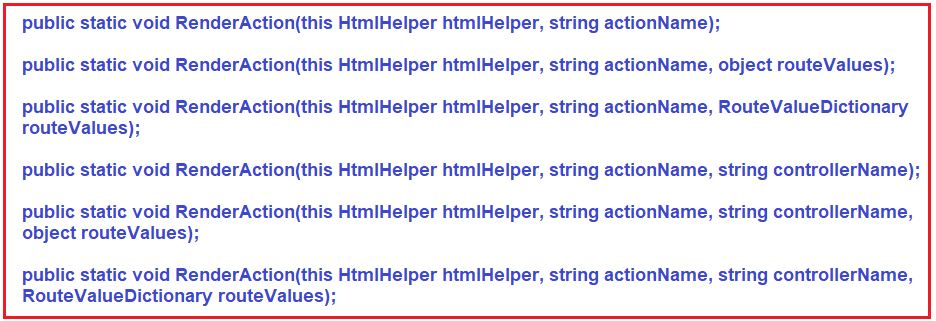 public static void RenderAction(this HtmlHelper htmlHelper, string actionName);
public static void RenderAction(this HtmlHelper htmlHelper, string actionName, object routeValues);
public static void RenderAction(this HtmlHelper htmlHelper, string actionName, RouteValueDictionary
routeValues);
public static void RenderAction(this HtmlHelper htmlHelper, string actionName, string controllerName);
public static void RenderAction(this HtmlHelper htmlHelper, string actionName, string controllerName,
object routeValues);
public static void RenderAction(this HtmlHelper htmlHelper, string actionName, string controllerName,
RouteValueDictionary routeValues);